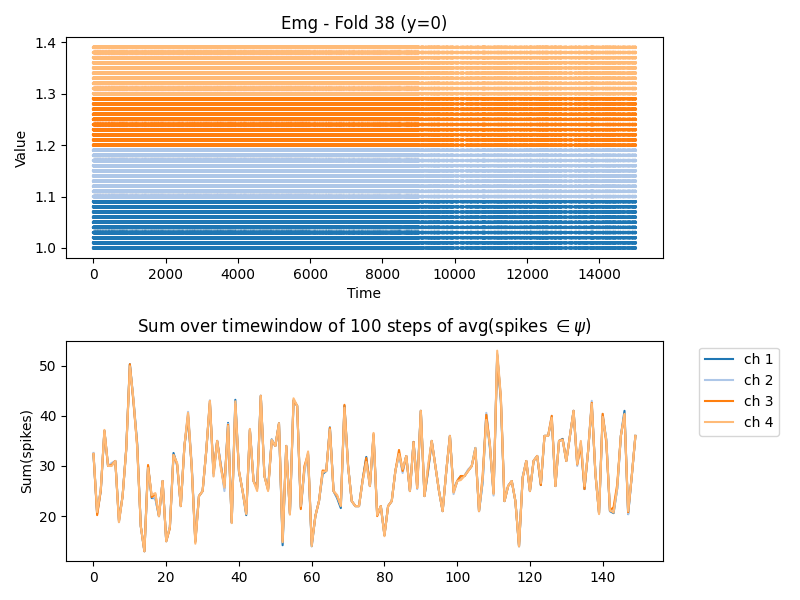 Emg - Fold 38 (y=0)
1.4
1.3
1.2
1.1
1.0
Value
0 2000 4000 6000 8000 10000 12000 14000
Time
Sum over timewindow of 100 steps of avg(spikes ∈ψ)
50
40
30
20
Sum(spikes)
0 20 40 60 80 100 120 140
ch 1
ch 2
ch 3
ch 4